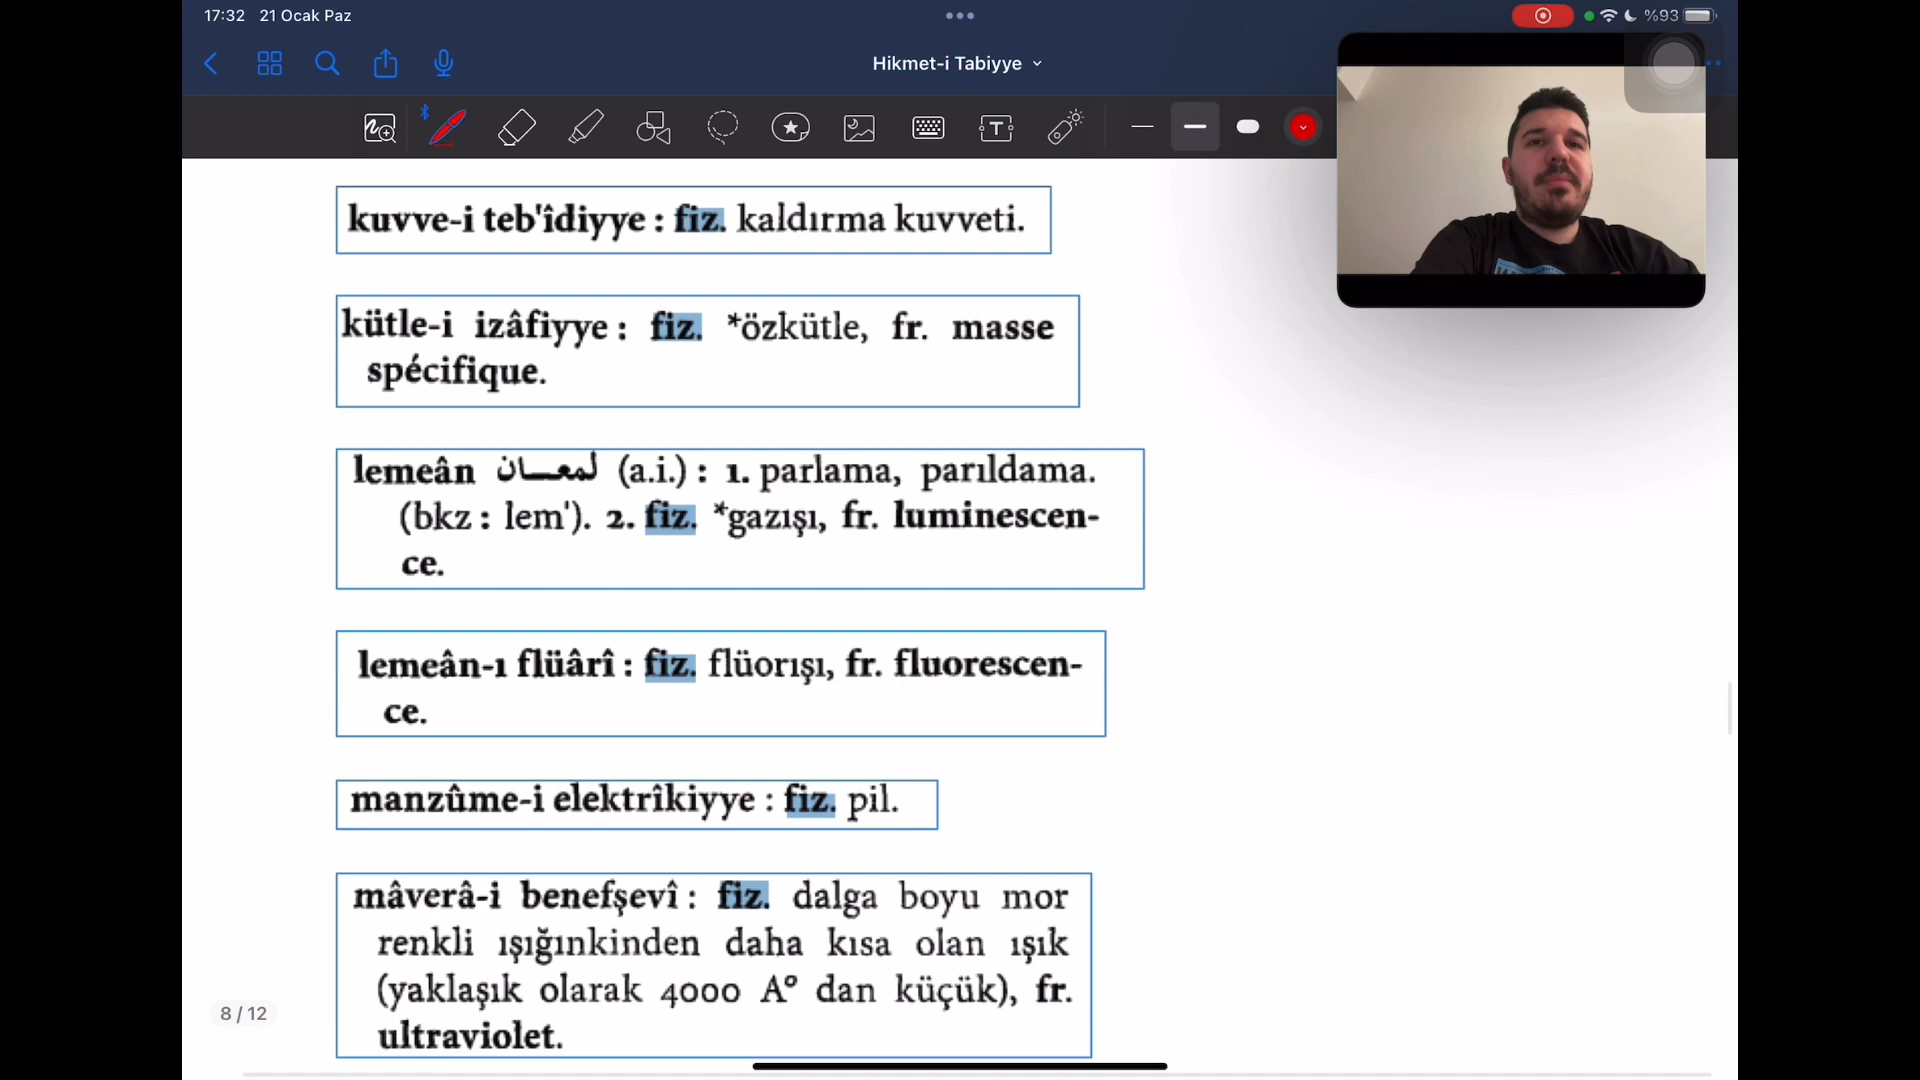 17:32 21 Ocak Paz
%93
Hikmet-i Tabiyye
kuvve-i teb'îdiyye : fiz. kaldırma kuvveti.
kütle-i izâfiyye : fiz. *özkütle, fr. masse
spécifique.
lemeân لمعـــان (a.i.) : 1. parlama, parıldama.
(bkz : lem'). 2. fiz. *gazışı, fr. luminescen-
ce.
lemeân-ı flüârî : fiz. flüorışı, fr. fluorescen-
ce.
manzûme-i elektrîkiyye : fiz. pil.
mâverâ-i benefşevî : fiz. dalga boyu mor
renkli ışığınkinden daha kısa olan ışık
(yaklaşık olarak 4000 A° dan küçük), fr.
ultraviolet.
8 / 12